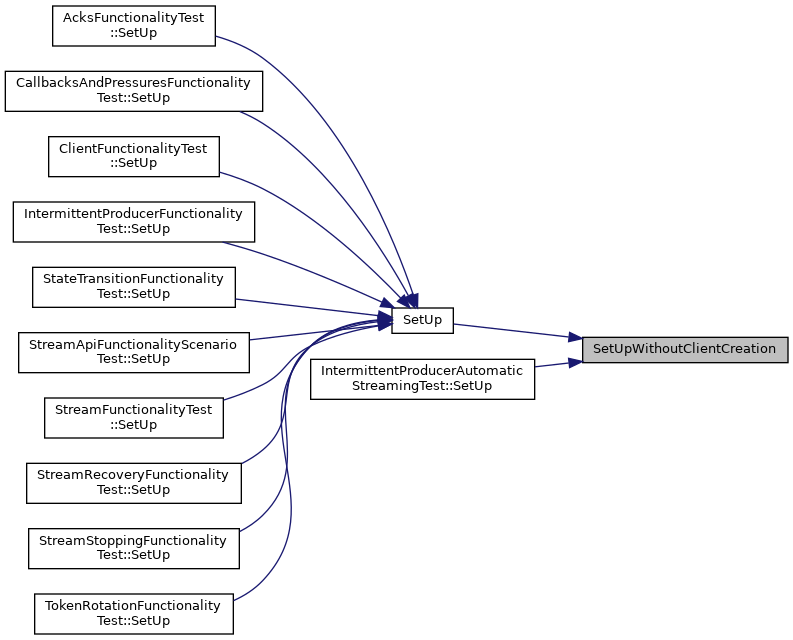 AcksFunctionalityTest
::SetUp
CallbacksAndPressuresFunctionality
Test::SetUp
ClientFunctionalityTest
::SetUp
IntermittentProducerFunctionality
Test::SetUp
StateTransitionFunctionality
Test::SetUp
SetUp
StreamApiFunctionalityScenario
Test::SetUp
SetUpWithoutClientCreation
IntermittentProducerAutomatic
StreamingTest::SetUp
StreamFunctionalityTest
::SetUp
StreamRecoveryFunctionality
Test::SetUp
StreamStoppingFunctionality
Test::SetUp
TokenRotationFunctionality
Test::SetUp